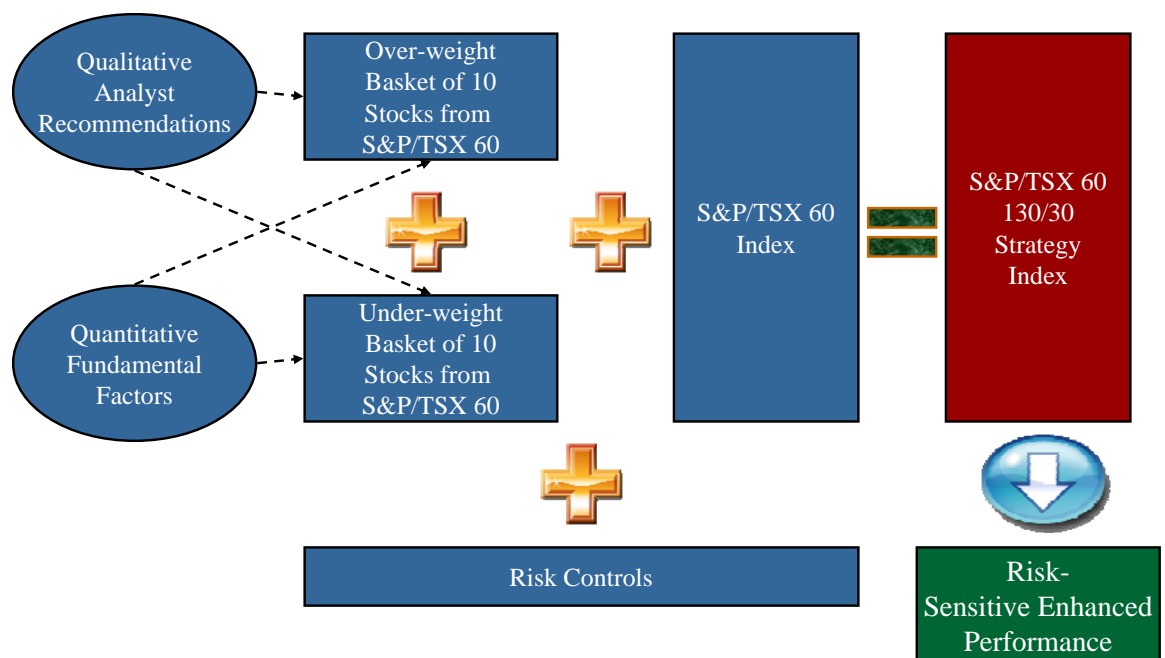 Qualitative
Analyst
Recommendations
Over-weight
Basket of 10
Stocks from
S&P/TSX 60
S&P/TSX 60
Index
S&P/TSX 60
130/30
Strategy
Index
Quantitative
Fundamental
Factors
Under-weight
Basket of 10
Stocks from
S&P/TSX 60
Risk Controls
Risk-
Sensitive Enhanced
Performance